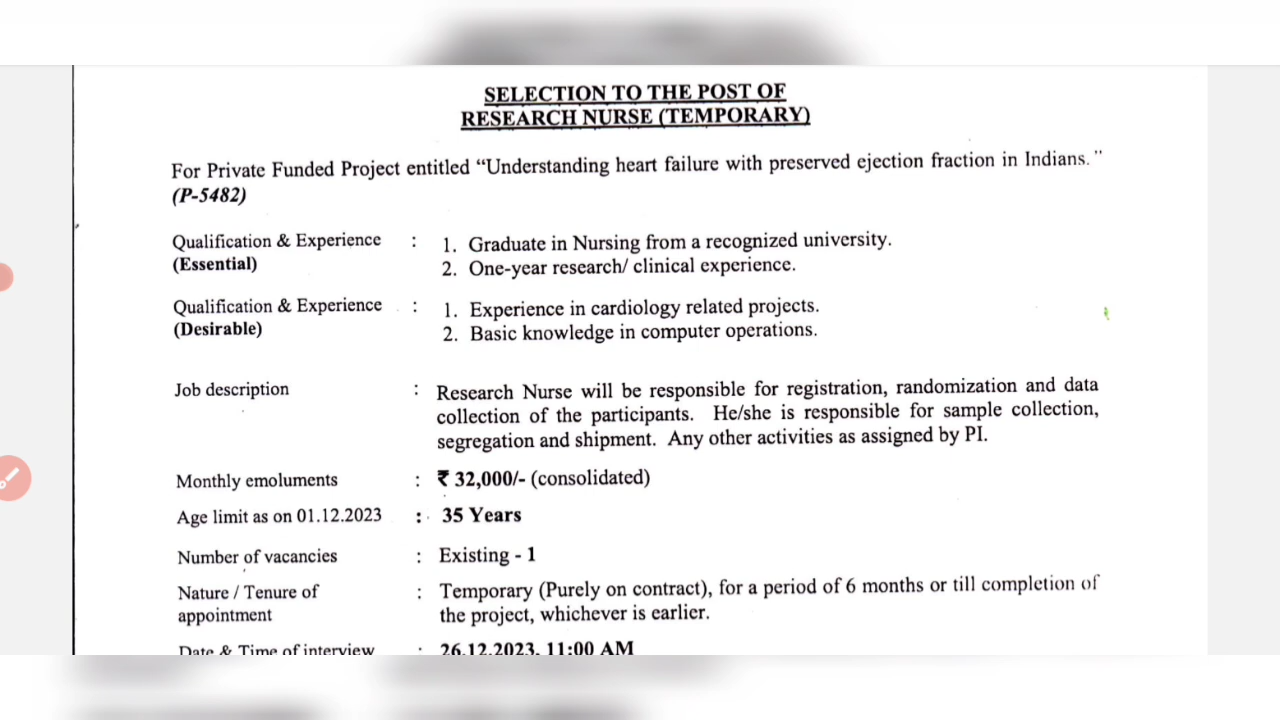 SELECTION TO THE POST OF
RESEARCH NURSE (TEMPORARY)
For Private Funded Project entitled “Understanding heart failure with preserved ejection fraction in Indians.”
(P-5482)
Qualification & Experience : 1. Graduate in Nursing from a recognized university.
(Essential) 2. One-year research/ clinical experience.
Qualification & Experience : 1. Experience in cardiology related projects.
(Desirable) 2. Basic knowledge in computer operations.
Job description : Research Nurse will be responsible for registration, randomization and data
collection of the participants. He/she is responsible for sample collection,
segregation and shipment. Any other activities as assigned by PI.
Monthly emoluments : ₹ 32,000/- (consolidated)
Age limit as on 01.12.2023 : 35 Years
Number of vacancies : Existing - 1
Nature / Tenure of : Temporary (Purely on contract), for a period of 6 months or till completion of
appointment the project, whichever is earlier.
Date & Time of interview : 26.12.2023, 11:00 AM